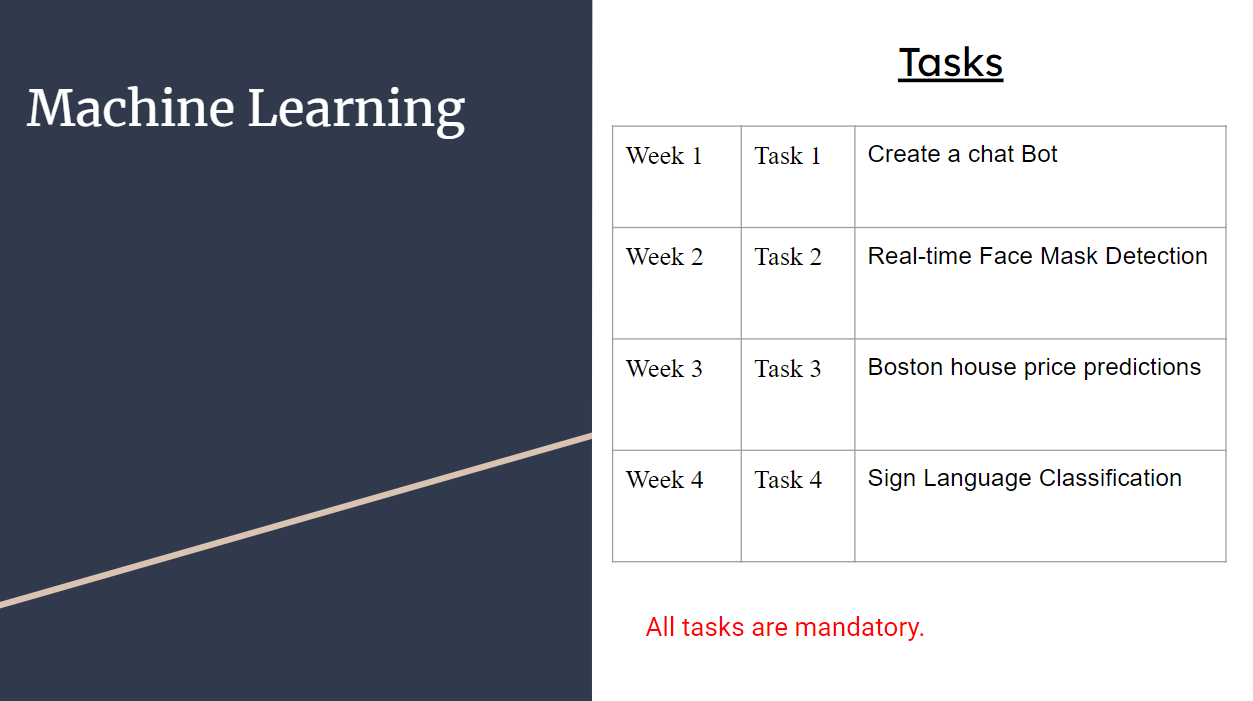 Machine Learning
Tasks
Week 1 Task 1 Create a chat Bot
Week 2 Task 2 Real-time Face Mask Detection
Week 3 Task 3 Boston house price predictions
Week 4 Task 4 Sign Language Classification
All tasks are mandatory.